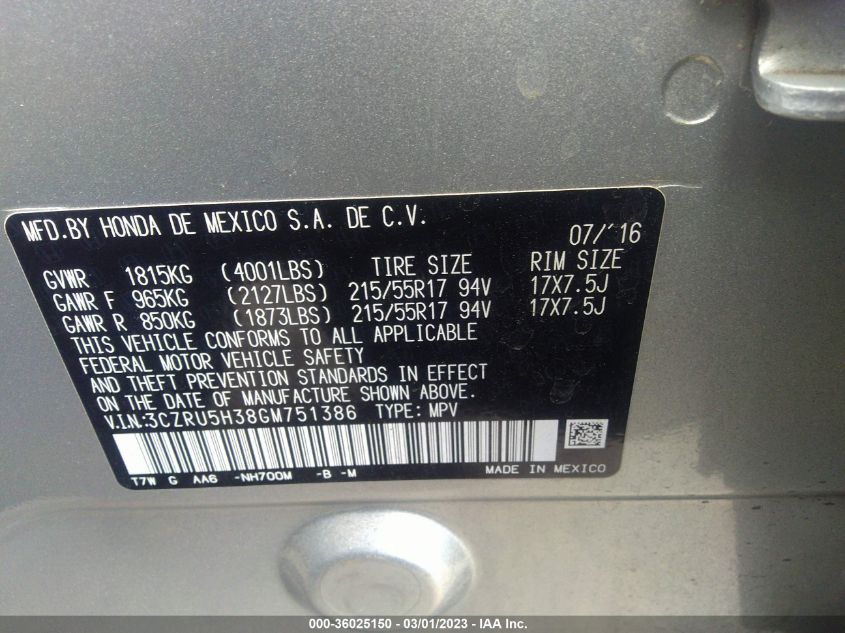 MFD.BY HONDA DE MEXICO S.A. DE C.V. 07/'16
GVWR 1815KG (4001LBS) TIRE SIZE RIM SIZE
GAWR F 965KG (2127LBS) 215/55R17 94V 17X7.5J
GAWR R 850KG (1873LBS) 215/55R17 94V 17X7.5J
THIS VEHICLE CONFORMS TO ALL APPLICABLE
FEDERAL MOTOR VEHICLE SAFETY
AND THEFT PREVENTION STANDARDS IN EFFECT
ON THE DATE OF MANUFACTURE SHOWN ABOVE.
V.I.N:3CZRU5H38GM751386 TYPE: MPV
T7W G AA6 -NH700M -B -M MADE IN MEXICO
000-36025150 - 03/01/2023 - IAA Inc.